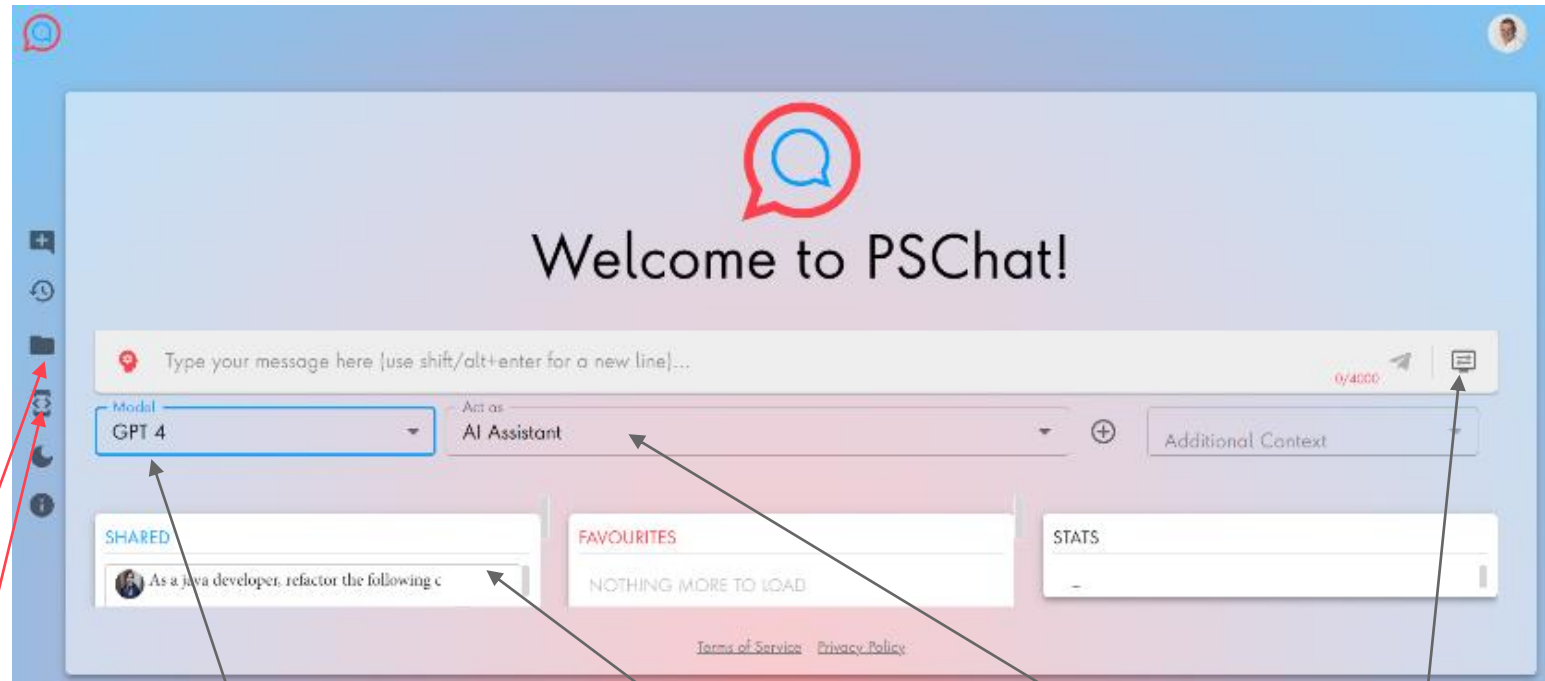 Welcome to PSChat!
Type your message here (use shift/alt+enter for a new line)...
0/4000
Model
GPT 4
Act as
AI Assistant
Additional Context
SHARED
As a java developer, refactor the following c
FAVOURITES
NOTHING MORE TO LOAD
STATS
Terms of Service Privacy Policy